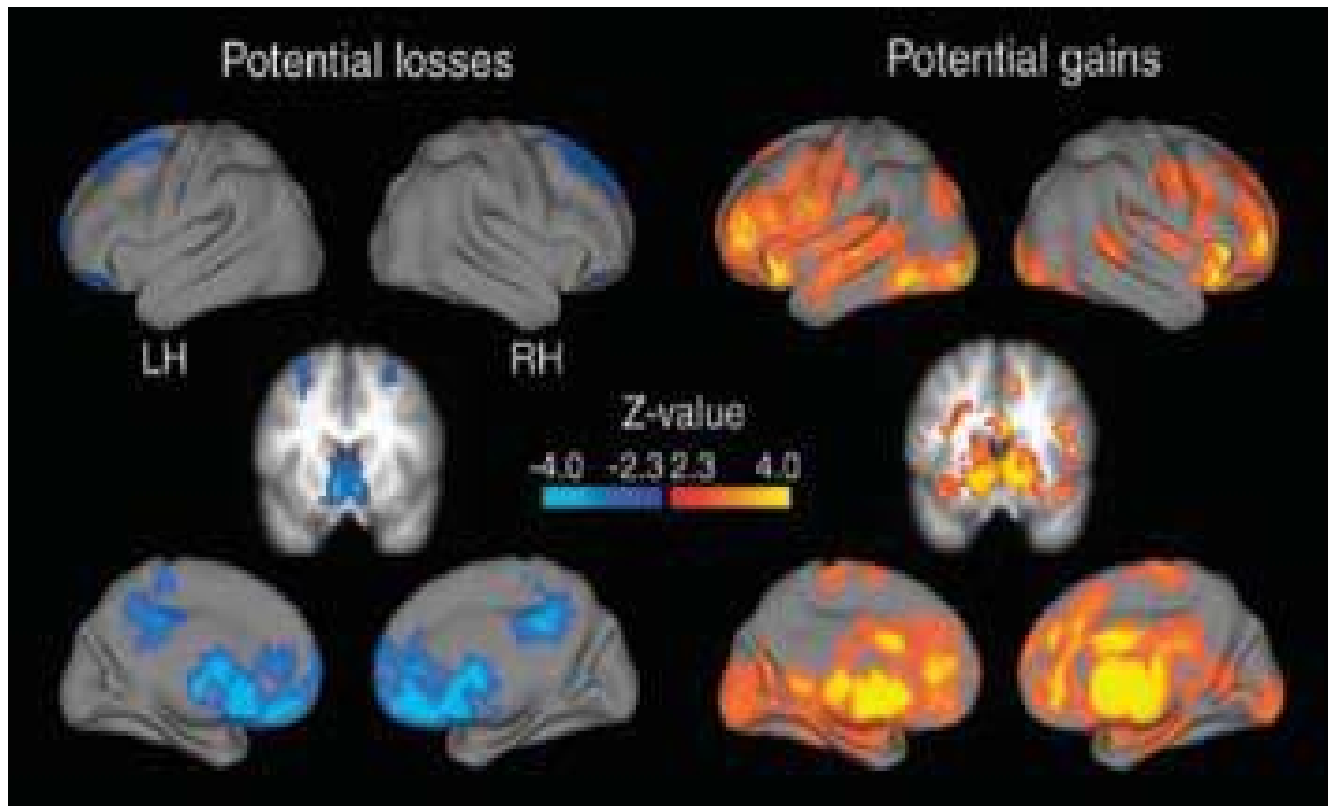 Potential losses
Potential gains
LH
RH
Z-value
-4.0 -2.3 2.3 4.0